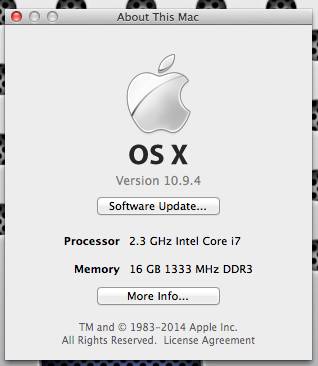 About This Mac
OS X
Version 10.9.4
Software Update...
Processor 2.3 GHz Intel Core i7
Memory 16 GB 1333 MHz DDR3
More Info...
TM and © 1983-2014 Apple Inc.
All Rights Reserved. License Agreement